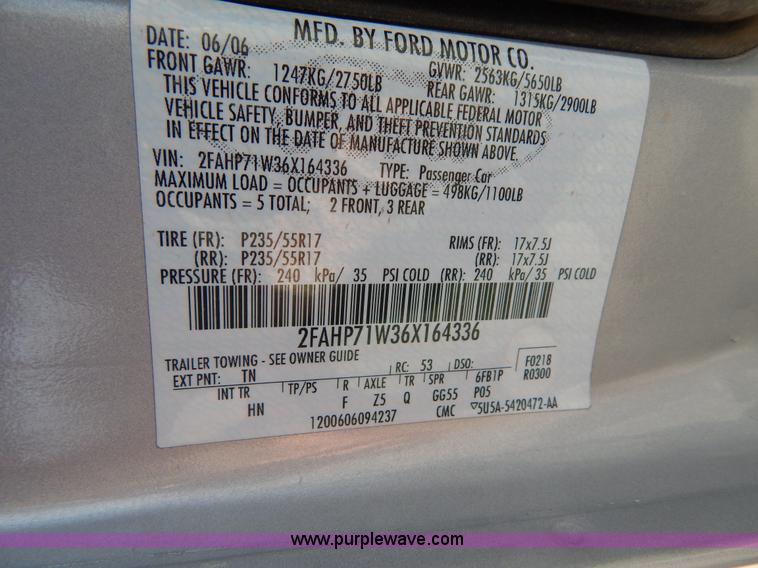 MFD. BY FORD MOTOR CO.
DATE: 06/06 GVWR: 2563KG/5650LB
FRONT GAWR: 1247KG/2750LB REAR GAWR: 1315KG/2900LB
THIS VEHICLE CONFORMS TO ALL APPLICABLE FEDERAL MOTOR
VEHICLE SAFETY, BUMPER, AND THEFT PREVENTION STANDARDS
IN EFFECT ON THE DATE OF MANUFACTURE SHOWN ABOVE.
VIN: 2FAHP71W36X164336 TYPE: Passenger Car
MAXIMUM LOAD = OCCUPANTS + LUGGAGE = 498KG/1100LB
OCCUPANTS = 5 TOTAL; 2 FRONT, 3 REAR
TIRE (FR): P235/55R17 RIMS (FR): 17x7.5J
(RR): P235/55R17 (RR): 17x7.5J
PRESSURE (FR): 240 kPa/ 35 PSI COLD (RR): 240 kPa/ 35 PSI COLD
2FAHP71W36X164336
TRAILER TOWING - SEE OWNER GUIDE
EXT PNT: TN RC: 53 DSO: F0218
INT TR TP/PS R AXLE TR SPR 6FB1P R0300
HN F Z5 Q GG55 P05
1200606094237 CMC ▽5U5A-5420472-AA
www.purplewave.com